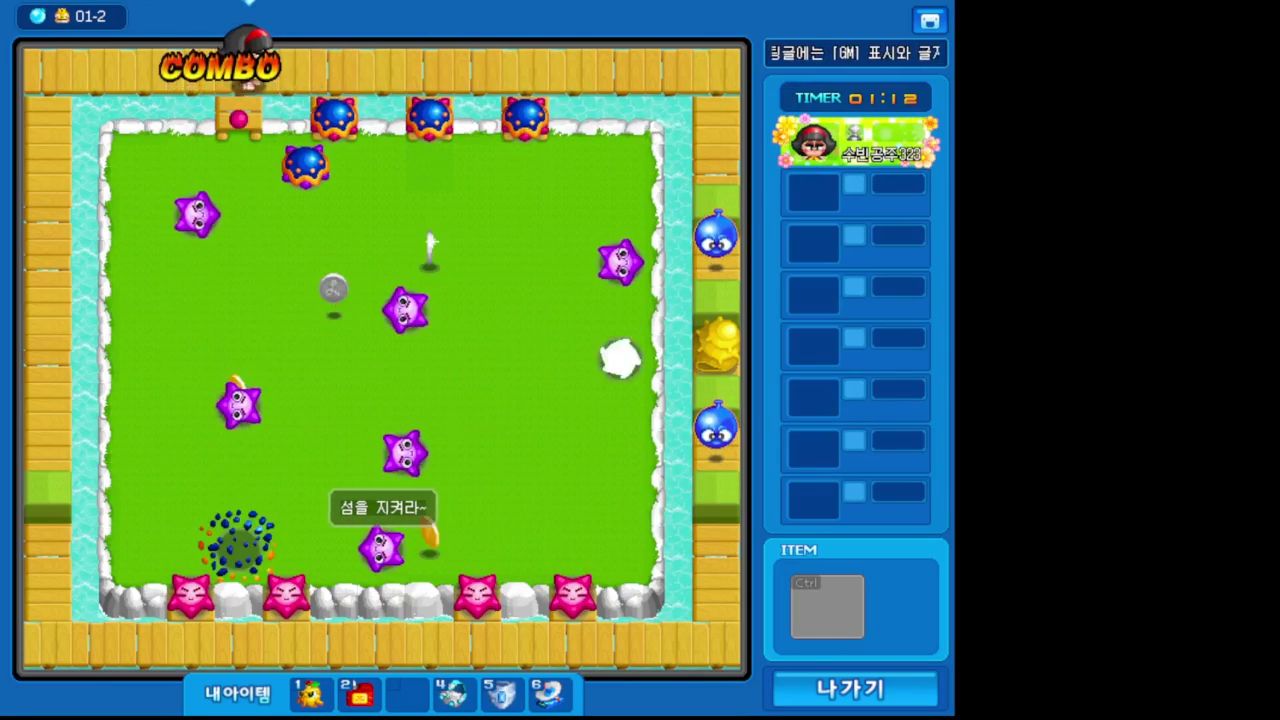 01-2
COMBO
링글에는 [GM] 표시와 글자
TIMER 01:12
수빈공주323
섬을 지켜라~
ITEM
Ctrl
내아이템
1
2
4
5
6
나가기